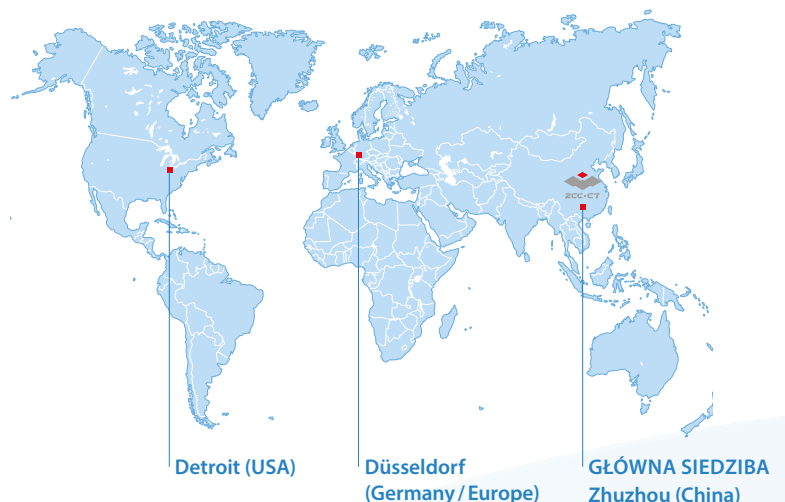 ZCC•CT
Detroit (USA)
Düsseldorf
(Germany / Europe)
GŁÓWNA SIEDZIBA
Zhuzhou (China)